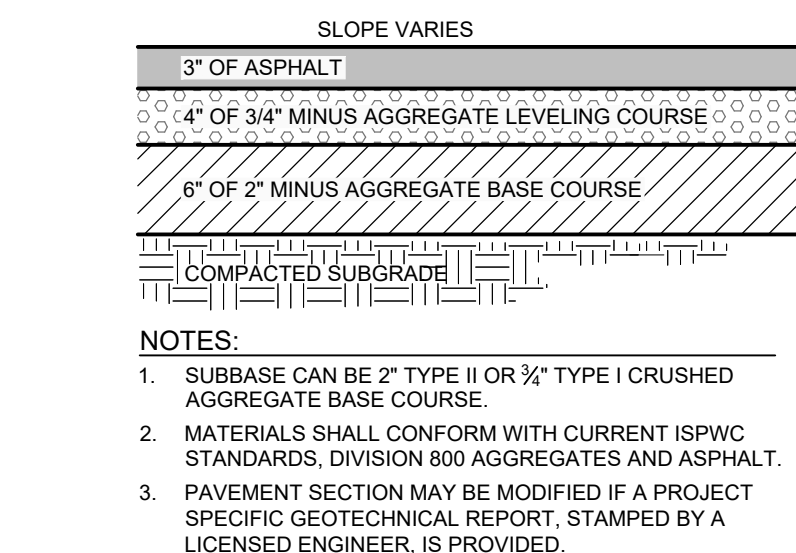 SLOPE VARIES
3" OF ASPHALT
4" OF 3/4" MINUS AGGREGATE LEVELING COURSE
6" OF 2" MINUS AGGREGATE BASE COURSE
COMPACTED SUBGRADE
NOTES:
1. SUBBASE CAN BE 2" TYPE II OR ¾" TYPE I CRUSHED
AGGREGATE BASE COURSE.
2. MATERIALS SHALL CONFORM WITH CURRENT ISPWC
STANDARDS, DIVISION 800 AGGREGATES AND ASPHALT.
3. PAVEMENT SECTION MAY BE MODIFIED IF A PROJECT
SPECIFIC GEOTECHNICAL REPORT, STAMPED BY A
LICENSED ENGINEER, IS PROVIDED.